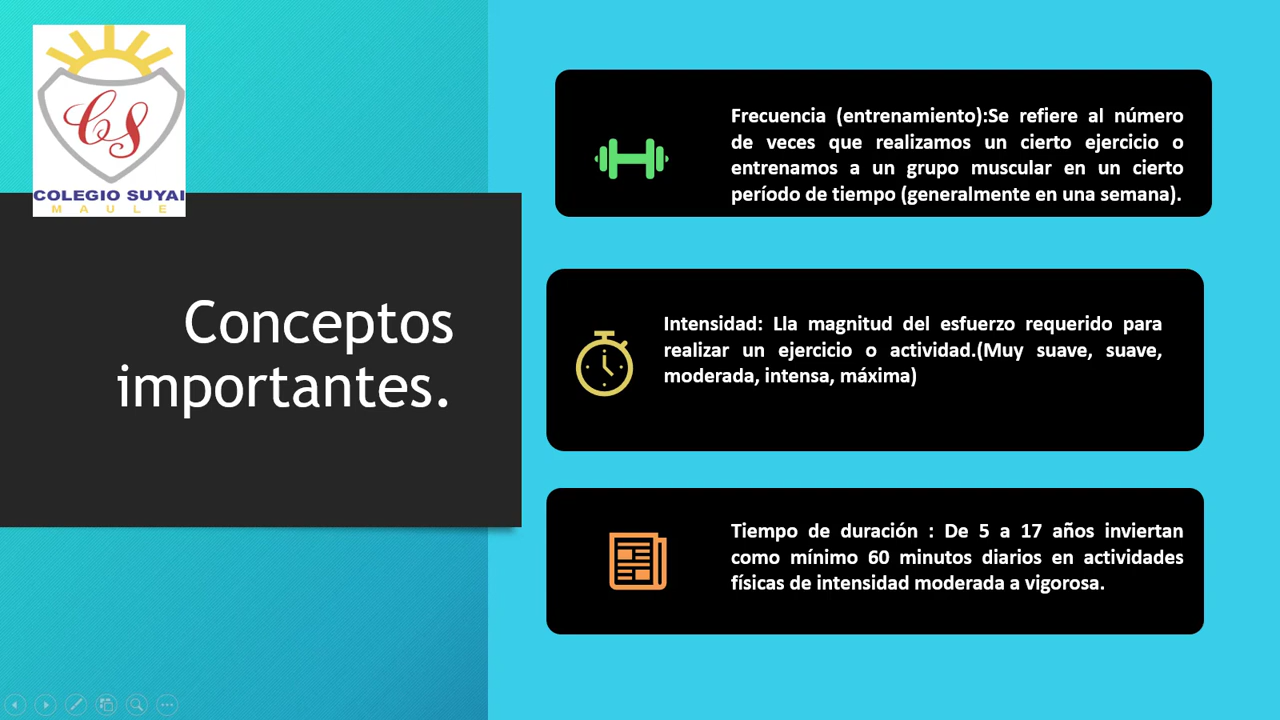 CS
COLEGIO SUYAI
MAULE
Conceptos
importantes.
Frecuencia (entrenamiento):Se refiere al número
de veces que realizamos un cierto ejercicio o
entrenamos a un grupo muscular en un cierto
período de tiempo (generalmente en una semana).
Intensidad: Lla magnitud del esfuerzo requerido para
realizar un ejercicio o actividad.(Muy suave, suave,
moderada, intensa, máxima)
Tiempo de duración : De 5 a 17 años inviertan
como mínimo 60 minutos diarios en actividades
físicas de intensidad moderada a vigorosa.